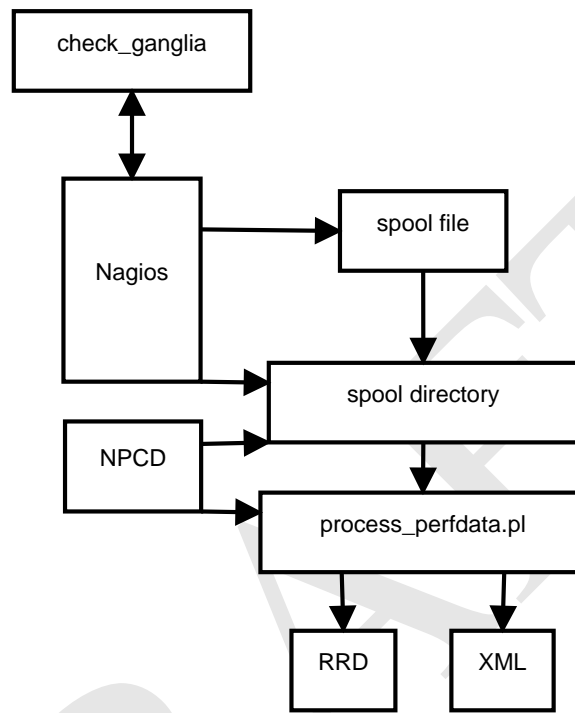 check_ganglia
Nagios
spool file
spool directory
NPCD
process_perfdata.pl
RRD
XML